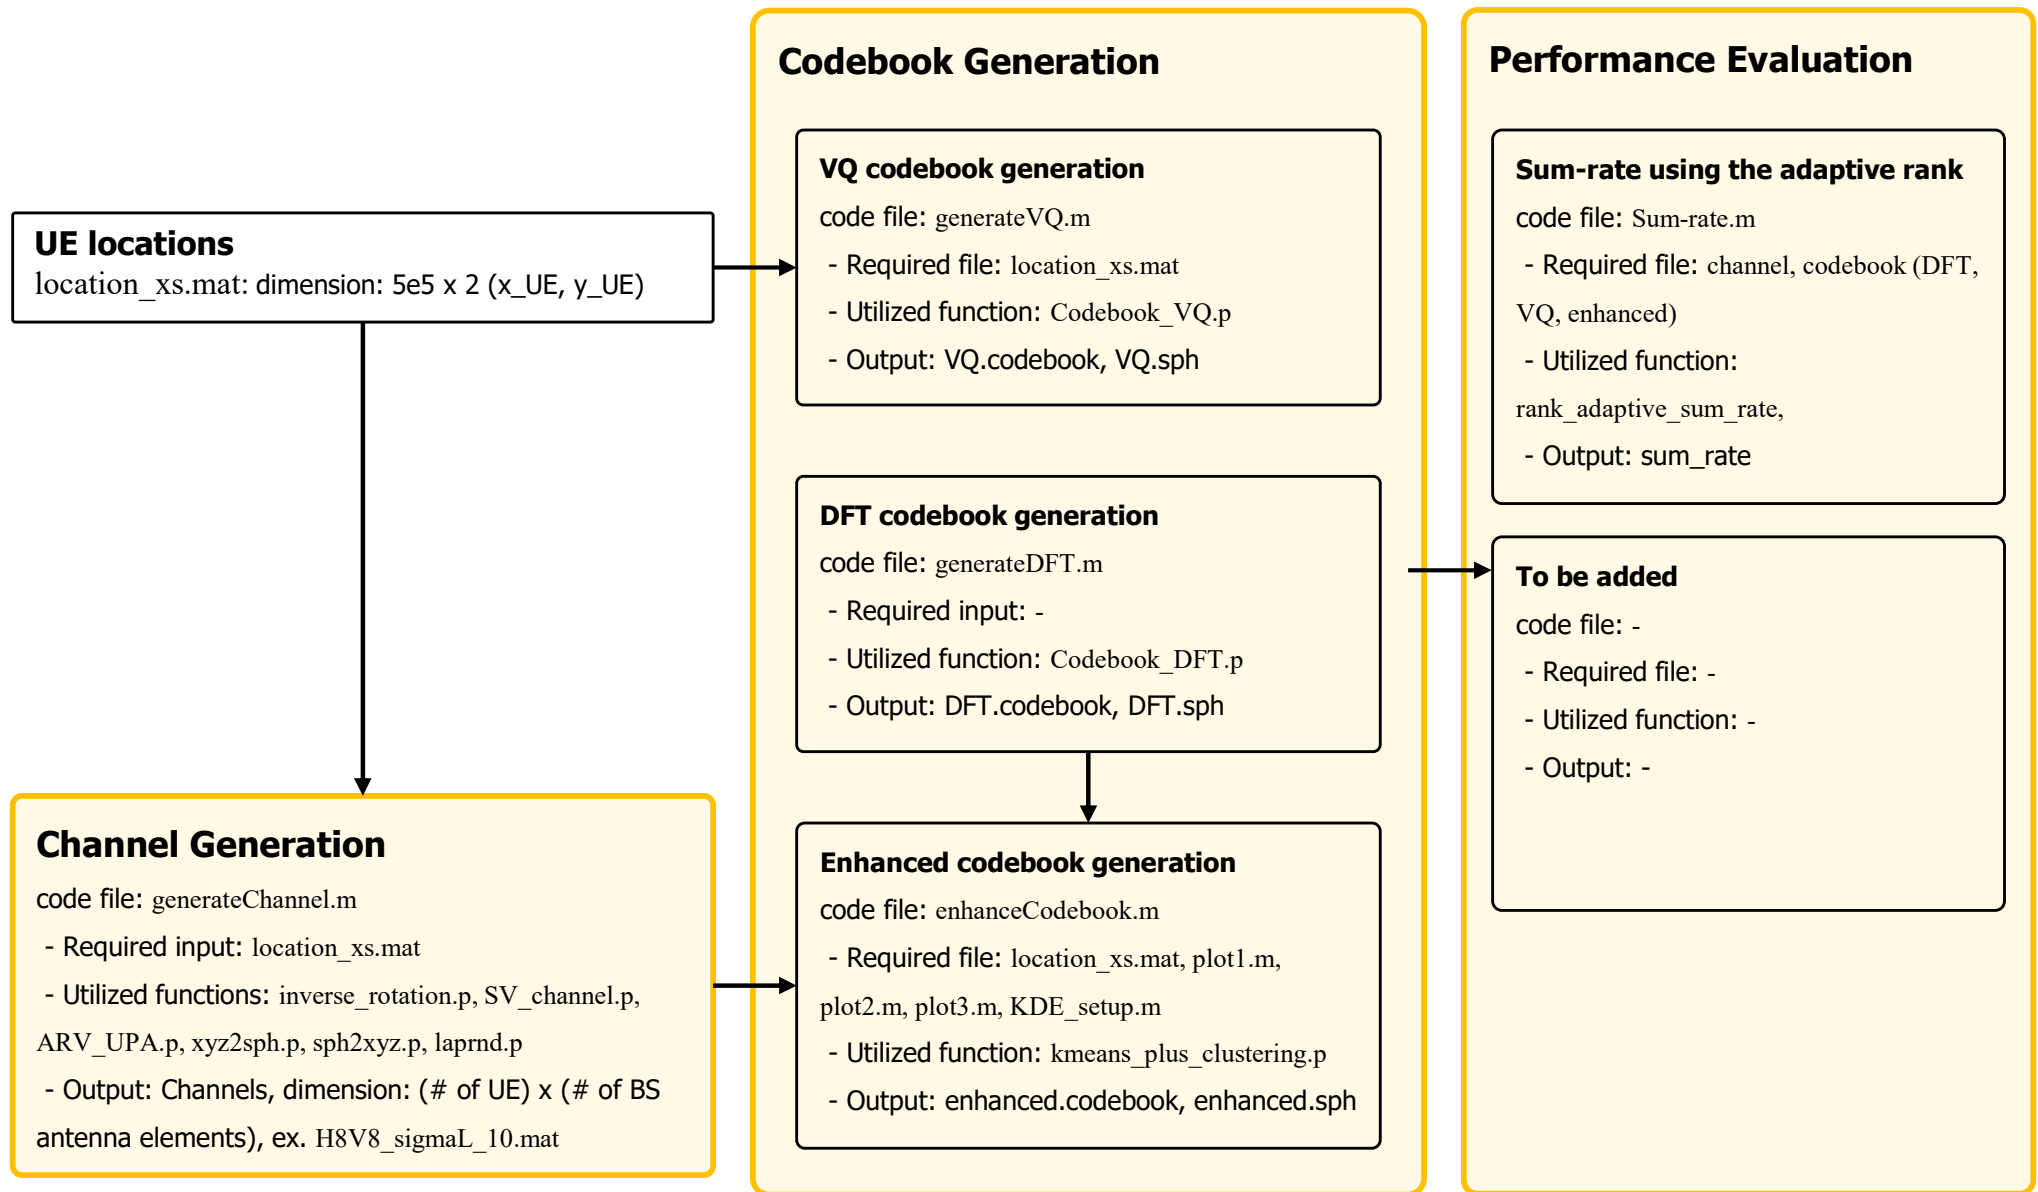 UE locations
location_xs.mat: dimension: 5e5 x 2 (x_UE, y_UE)
Channel Generation
code file: generateChannel.m
- Required input: location_xs.mat
- Utilized functions: inverse_rotation.p, SV_channel.p,
ARV_UPA.p, xyz2sph.p, sph2xyz.p, laprnd.p
- Output: Channels, dimension: (# of UE) x (# of BS
antenna elements), ex. H8V8_sigmaL_10.mat
Codebook Generation
VQ codebook generation
code file: generateVQ.m
- Required file: location_xs.mat
- Utilized function: Codebook_VQ.p
- Output: VQ.codebook, VQ.sph
DFT codebook generation
code file: generateDFT.m
- Required input: -
- Utilized function: Codebook_DFT.p
- Output: DFT.codebook, DFT.sph
Enhanced codebook generation
code file: enhanceCodebook.m
- Required file: location_xs.mat, plot1.m,
plot2.m, plot3.m, KDE_setup.m
- Utilized function: kmeans_plus_clustering.p
- Output: enhanced.codebook, enhanced.sph
Performance Evaluation
Sum-rate using the adaptive rank
code file: Sum-rate.m
- Required file: channel, codebook (DFT,
VQ, enhanced)
- Utilized function:
rank_adaptive_sum_rate,
- Output: sum_rate
To be added
code file: -
- Required file: -
- Utilized function: -
- Output: -